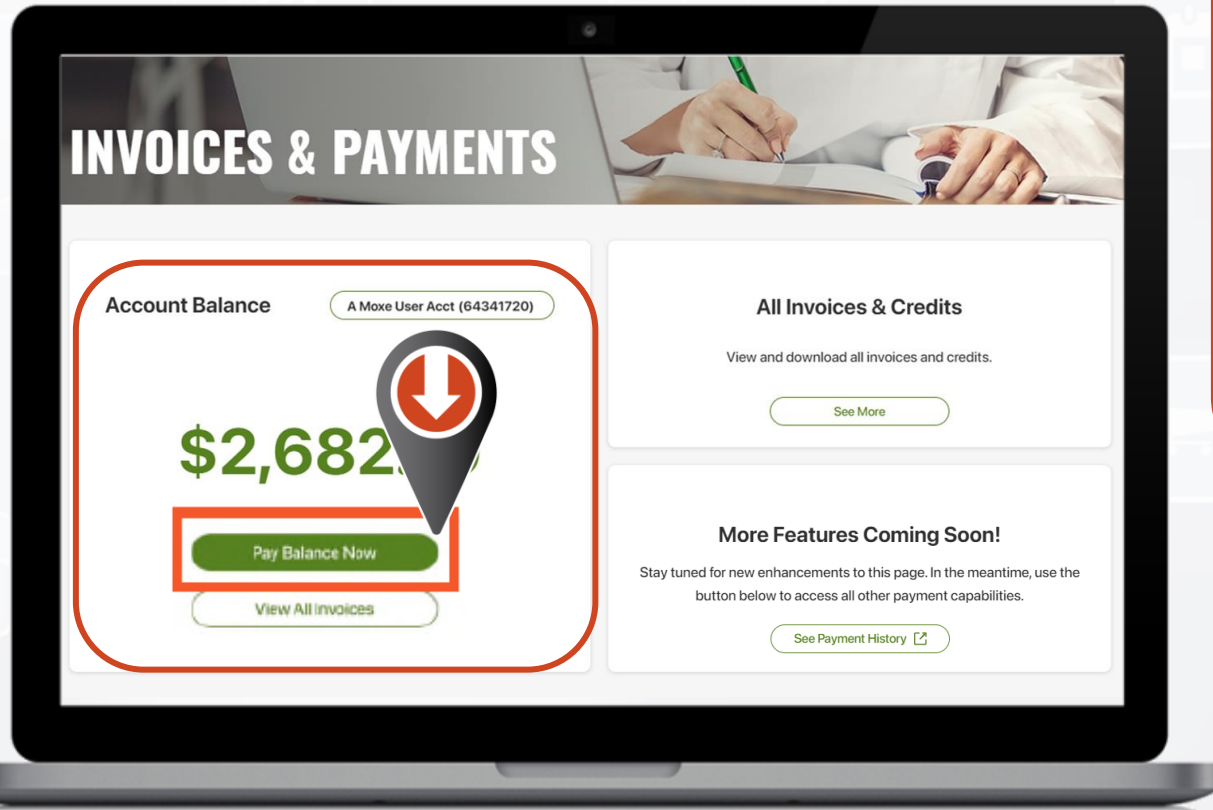 INVOICES & PAYMENTS
Account Balance
A Moxe User Acct (64341720)
Pay Balance Now
View All Invoices
All Invoices & Credits
View and download all invoices and credits.
See More
More Features Coming Soon!
Stay tuned for new enhancements to this page. In the meantime, use the
button below to access all other payment capabilities.
See Payment History